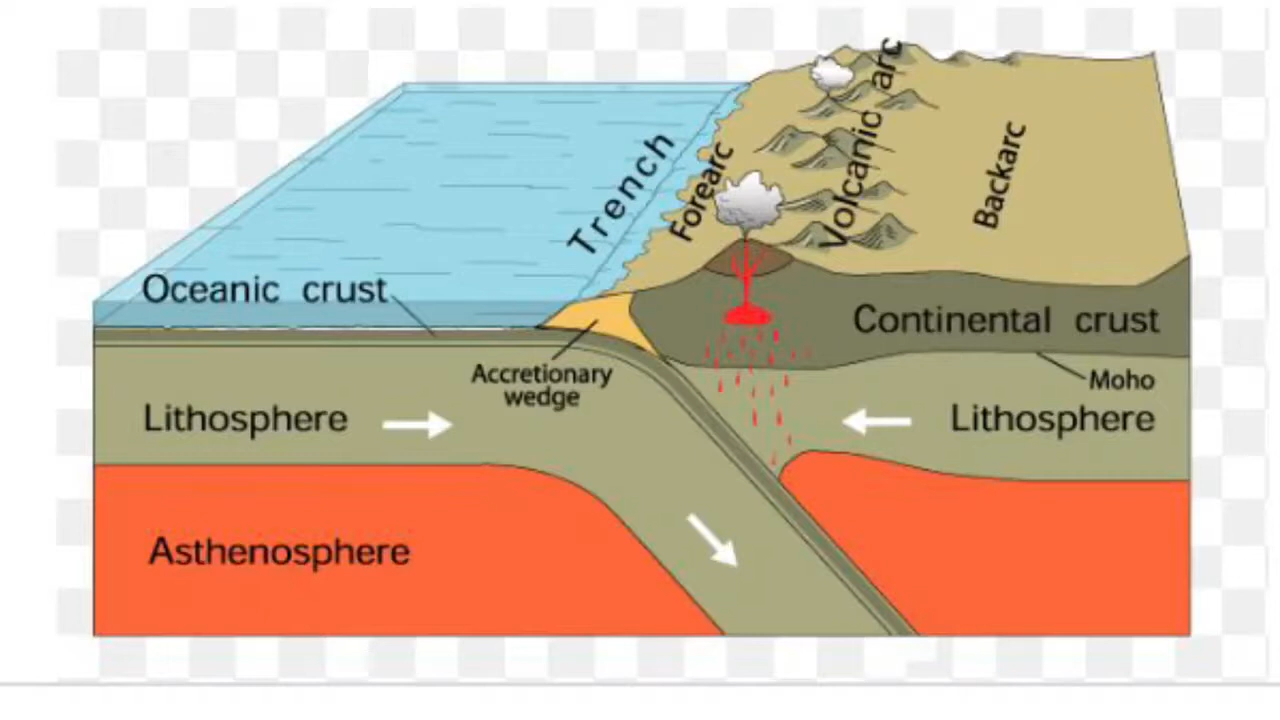 Volcanic arc
Trench
Forearc
Backarc
Oceanic crust
Continental crust
Accretionary
wedge
Moho
Lithosphere
Lithosphere
Asthenosphere